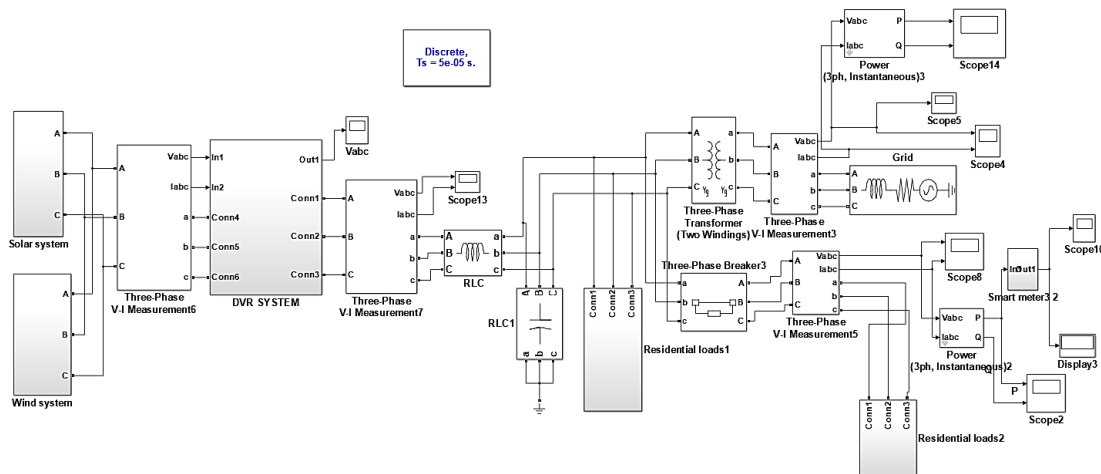 Discrete,
Ts = 5e-05 s.
A
B
C
Solar system
A
B
C
Wind system
A
B
C
Vabc
Iabc
a
b
c
Three-Phase
V-I Measurement6
In1
In2
Conn4
Conn5
Conn6
Out1
Conn1
Conn2
Conn3
DVR SYSTEM
Vabc
A
B
C
Vabc
Iabc
a
b
c
Three-Phase
V-I Measurement7
Scope13
A
B
C
a
b
c
RLC
A B C
a b c
RLC1
Conn1
Conn2
Conn3
Residential loads1
A
B
C
a
b
c
Yg
Yg
Three-Phase
Transformer
(Two Windings)
A
B
C
Vabc
Iabc
a
b
c
Three-Phase
V-I Measurement3
Vabc
Iabc
P
Q
Power
(3ph, Instantaneous)3
Scope14
Scope5
Scope4
Grid
A
B
C
Three-Phase Breaker3
a
b
c
A
B
C
A
B
C
Vabc
Iabc
a
b
c
Three-Phase
V-I Measurement5
Scope8
Vabc
Iabc
P
Q
Power
(3ph, Instantaneous)2
Q
P
Scope2
In1
Out1
Smart meter3 2
Scope10
Display3
Conn1
Conn2
Conn3
Residential loads2